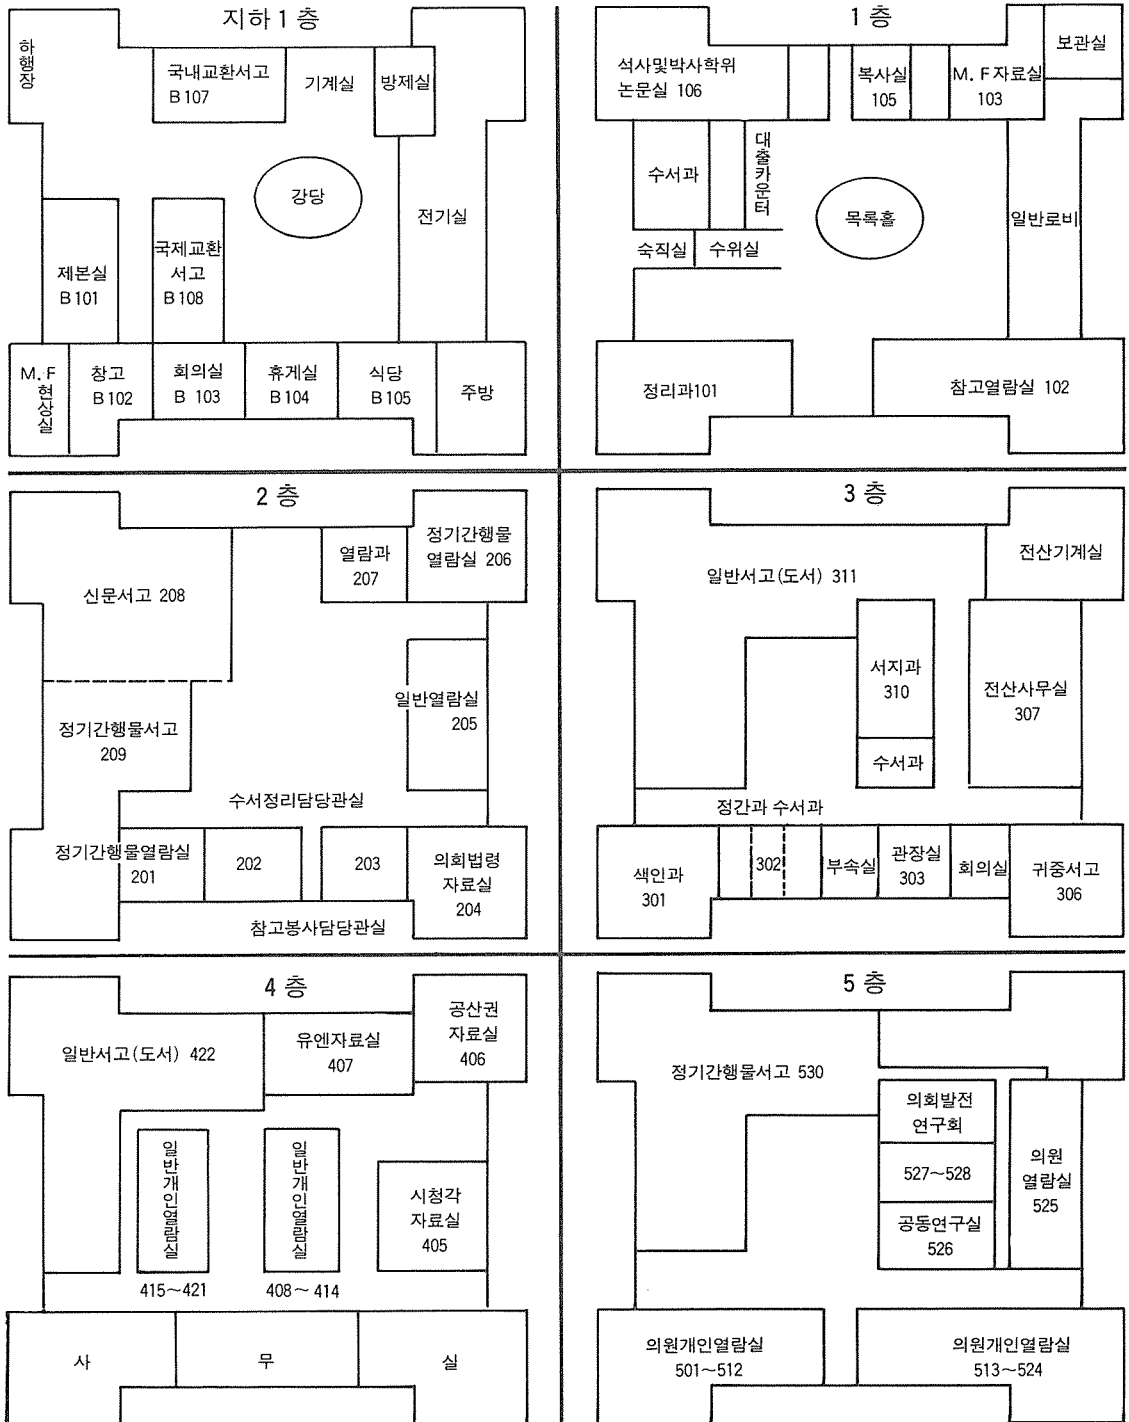 지하 1 층
하행장
국내교환서고
B 107
기계실
방제실
강당
전기실
제본실
B 101
국제교환
서고
B 108
M. F
현상실
창고
B 102
회의실
B 103
휴게실
B 104
식당
B 105
주방
1 층
석사및박사학위
논문실 106
복사실
105
M. F 자료실
103
보관실
수서과
대출카운터
목록홀
일반로비
숙직실
수위실
정리과101
참고열람실 102
2 층
신문서고 208
열람과
207
정기간행물
열람실 206
정기간행물서고
209
일반열람실
205
수서정리담당관실
정기간행물열람실
201
202
203
의회법령
자료실
204
참고봉사담당관실
3 층
일반서고(도서) 311
전산기계실
서지과
310
수서과
전산사무실
307
정간과 수서과
색인과
301
302
부속실
관장실
303
회의실
귀중서고
306
4 층
일반서고(도서) 422
유엔자료실
407
공산권
자료실
406
일반개인열람실
415~421
일반개인열람실
408~414
시청각
자료실
405
사 무 실
5 층
정기간행물서고 530
의회발전
연구회
527~528
공동연구실
526
의원
열람실
525
의원개인열람실
501~512
의원개인열람실
513~524